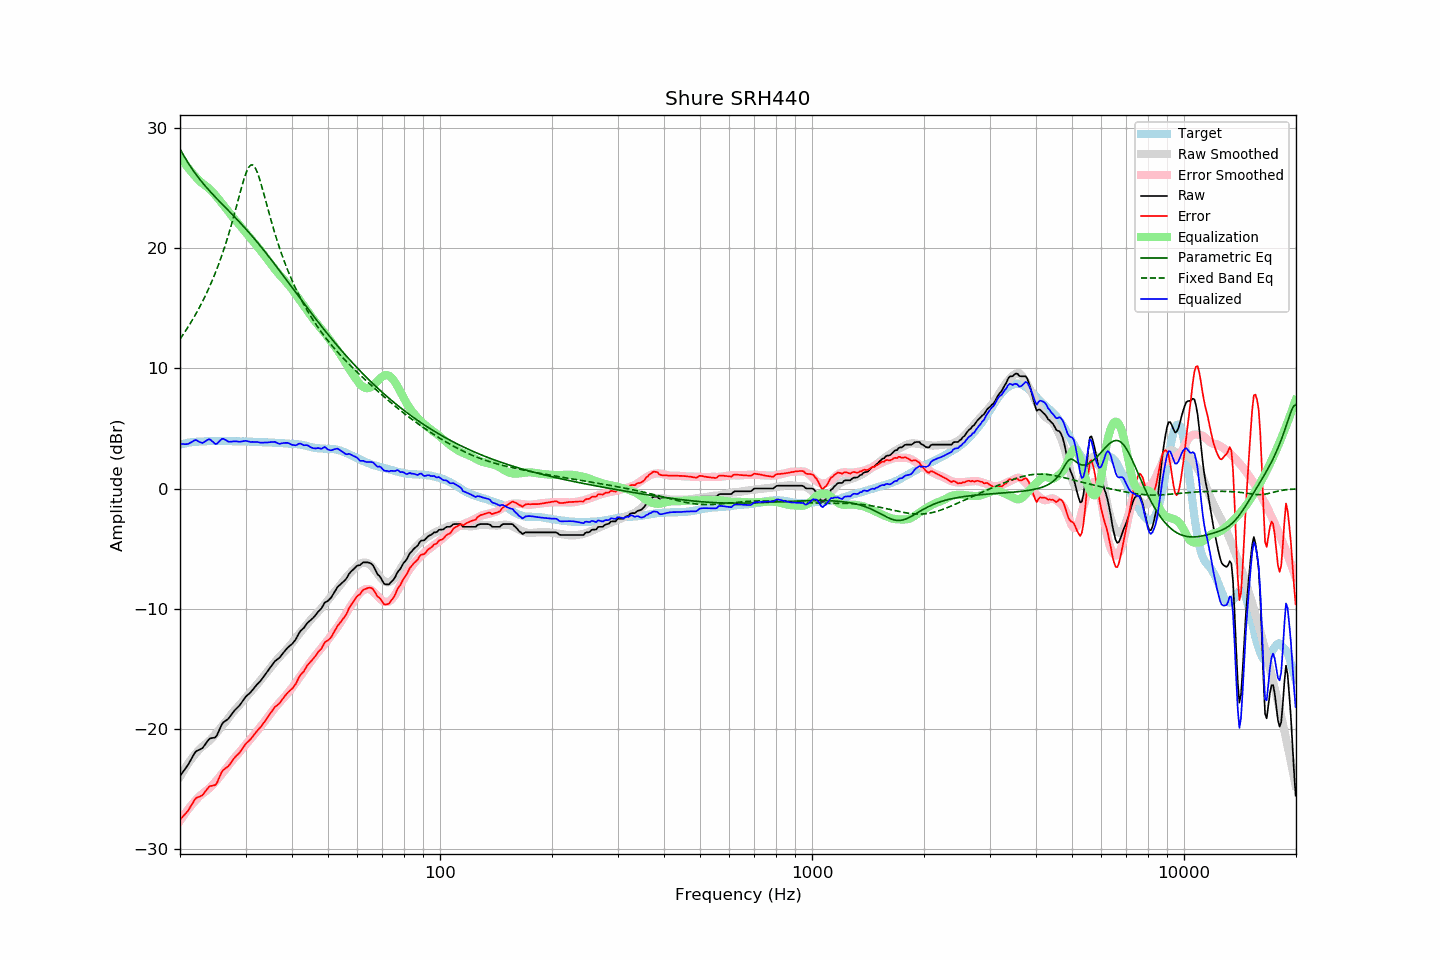 Shure SRH440
30
20
10
0
−10
−20
−30
Amplitude (dBr)
100
1000
10000
Frequency (Hz)
Target
Raw Smoothed
Error Smoothed
Raw
Error
Equalization
Parametric Eq
Fixed Band Eq
Equalized